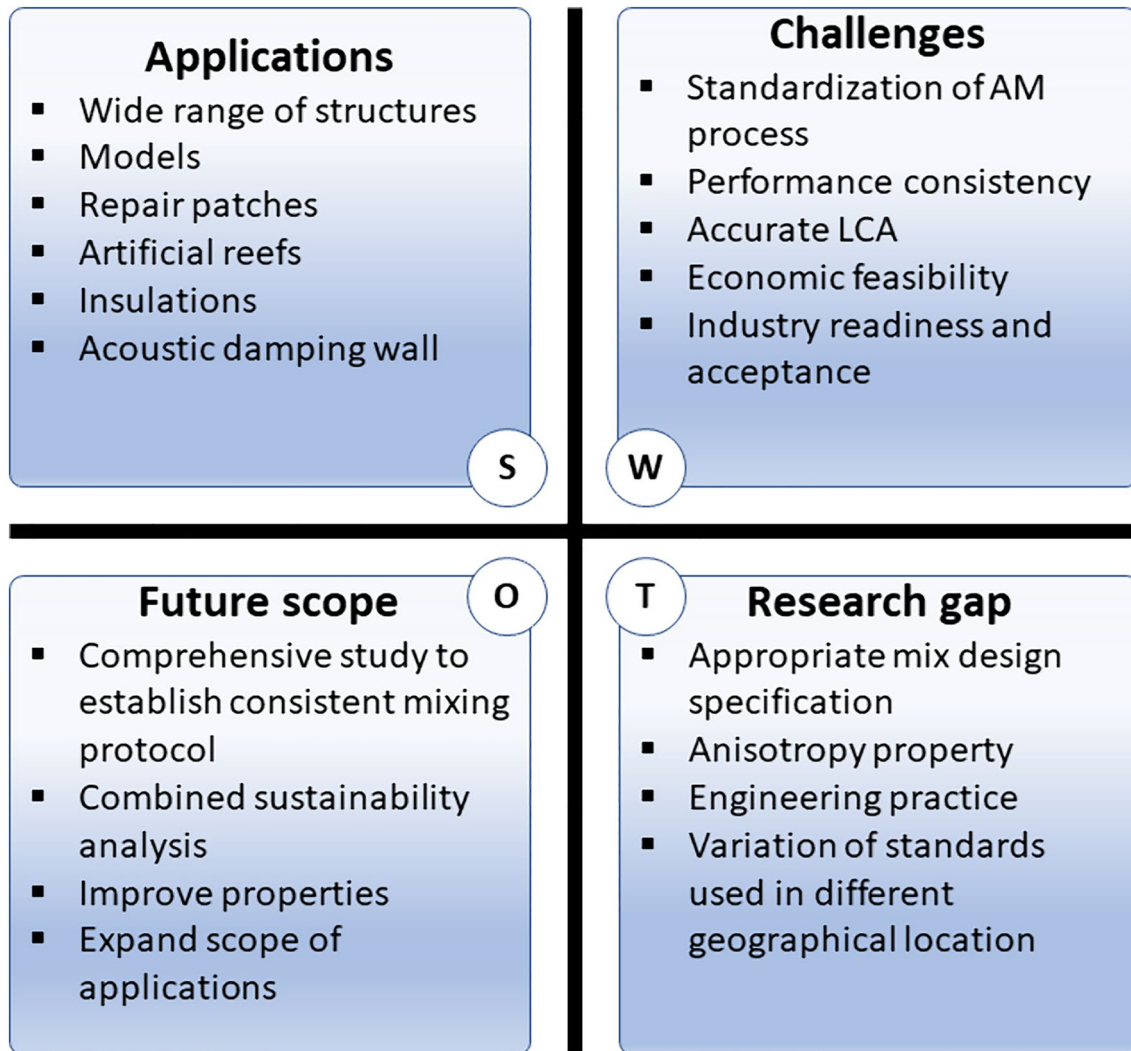 Applications
▪ Wide range of structures
▪ Models
▪ Repair patches
▪ Artificial reefs
▪ Insulations
▪ Acoustic damping wall
S
Challenges
▪ Standardization of AM
process
▪ Performance consistency
▪ Accurate LCA
▪ Economic feasibility
▪ Industry readiness and
acceptance
W
Future scope
O
▪ Comprehensive study to
establish consistent mixing
protocol
▪ Combined sustainability
analysis
▪ Improve properties
▪ Expand scope of
applications
T
Research gap
▪ Appropriate mix design
specification
▪ Anisotropy property
▪ Engineering practice
▪ Variation of standards
used in different
geographical location